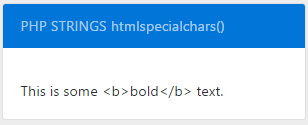 PHP STRINGS htmlspecialchars()
This is some <b>bold</b> text.